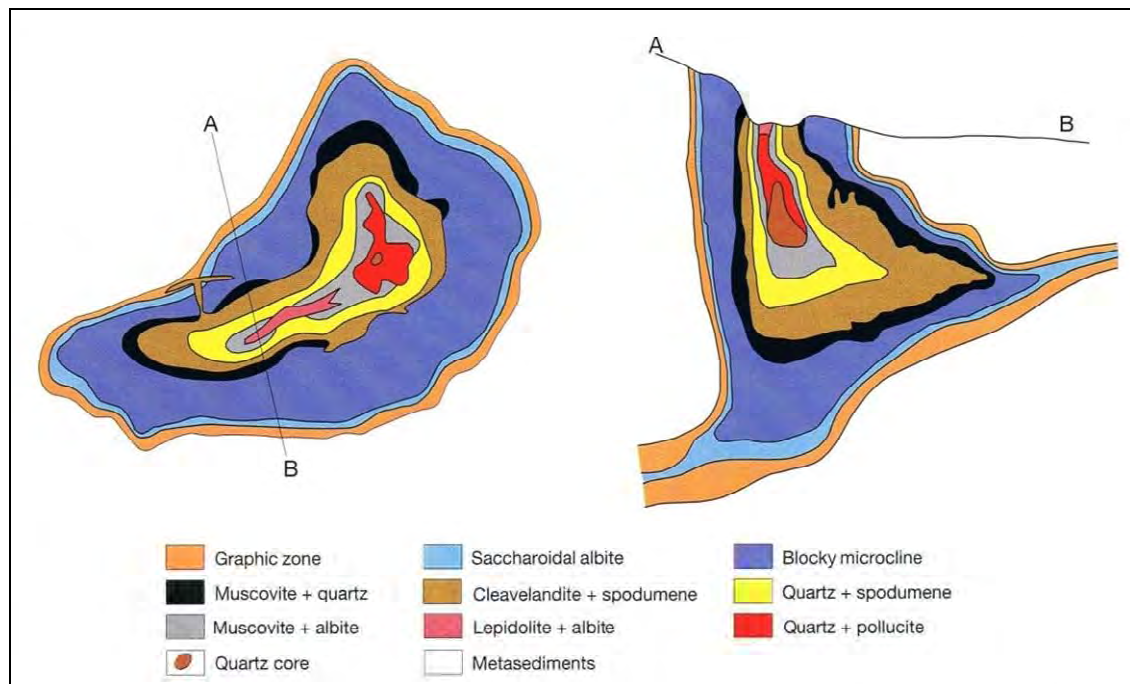 A
B
A
B
Graphic zone
Saccharoidal albite
Blocky microcline
Muscovite + quartz
Cleavelandite + spodumene
Quartz + spodumene
Muscovite + albite
Lepidolite + albite
Quartz + pollucite
Quartz core
Metasediments